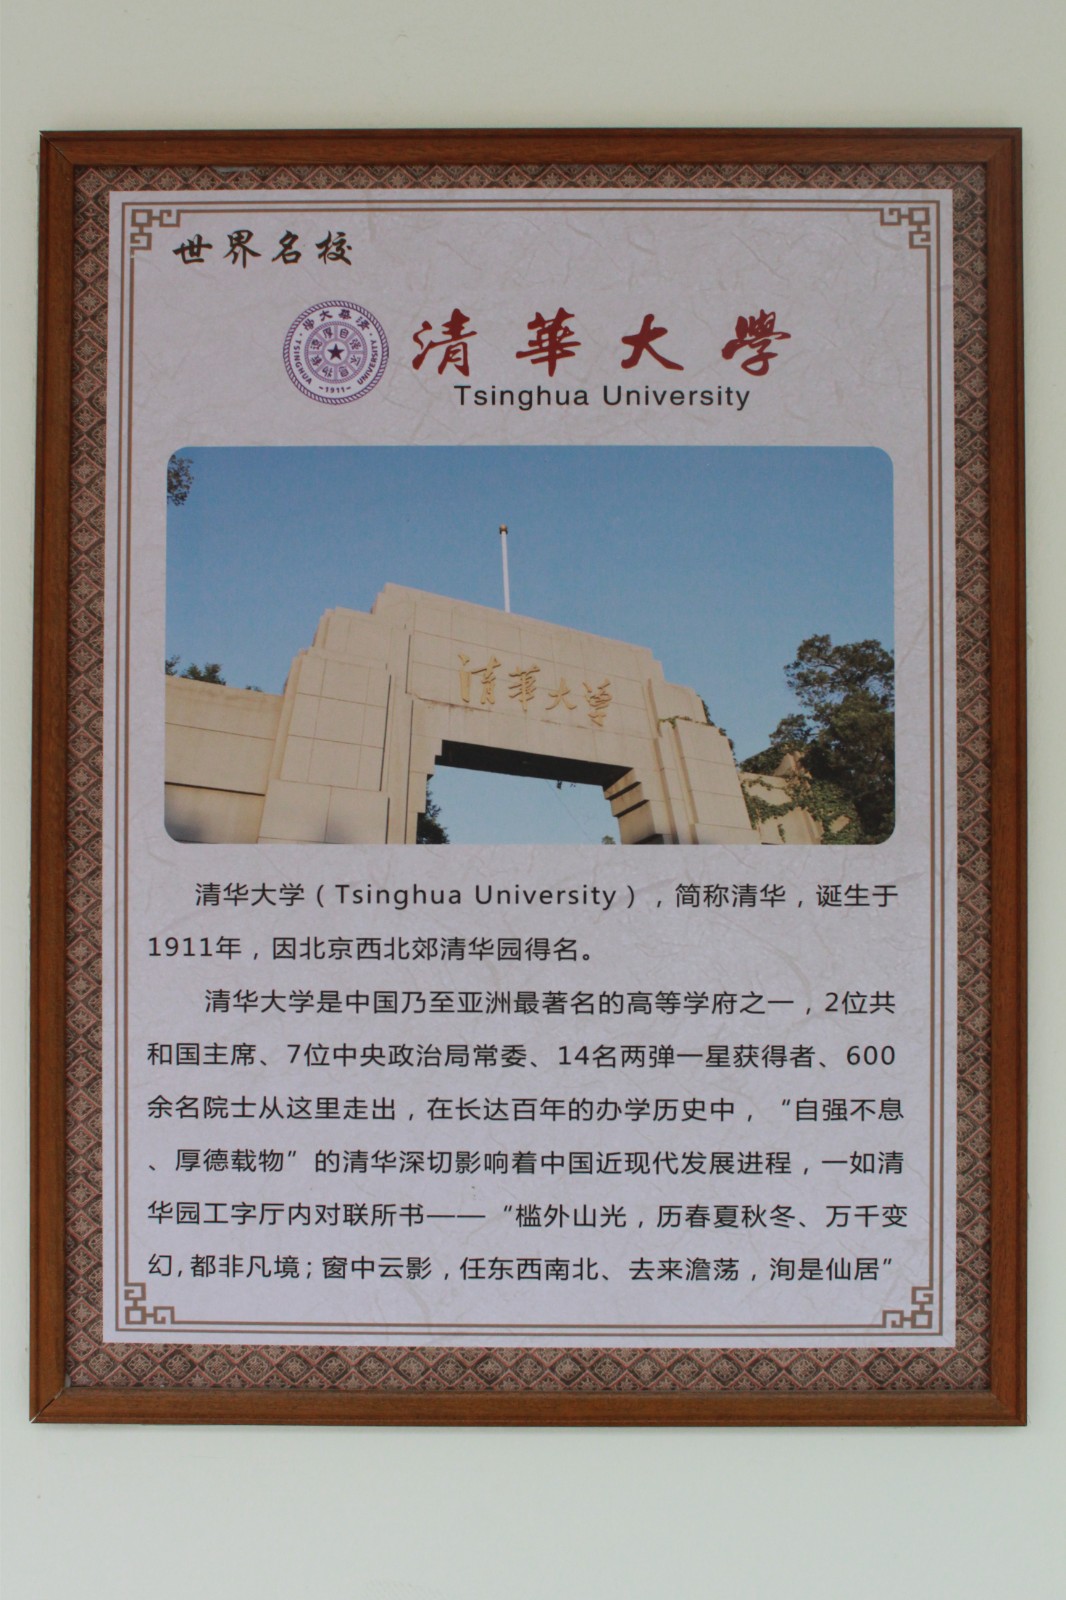 世界名校
清華大學
TSINGHUA UNIVERSITY
~1911~
清華大學
Tsinghua University
清華大學
清华大学（Tsinghua University），简称清华，诞生于
1911年，因北京西北郊清华园得名。
清华大学是中国乃至亚洲最著名的高等学府之一，2位共
和国主席、7位中央政治局常委、14名两弹一星获得者、600
余名院士从这里走出，在长达百年的办学历史中，“自强不息
、厚德载物”的清华深切影响着中国近现代发展进程，一如清
华园工字厅内对联所书——“槛外山光，历春夏秋冬、万千变
幻，都非凡境；窗中云影，任东西南北、去来澹荡，洵是仙居”